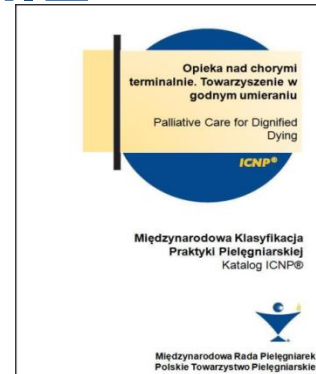 Opieka nad chorymi
terminalnie. Towarzyszenie w
godnym umieraniu
Palliative Care for Dignified
Dying
ICNP®
Międzynarodowa Klasyfikacja
Praktyki Pielęgniarskiej
Katalog ICNP®
Międzynarodowa Rada Pielęgniarek
Polskie Towarzystwo Pielęgniarskie